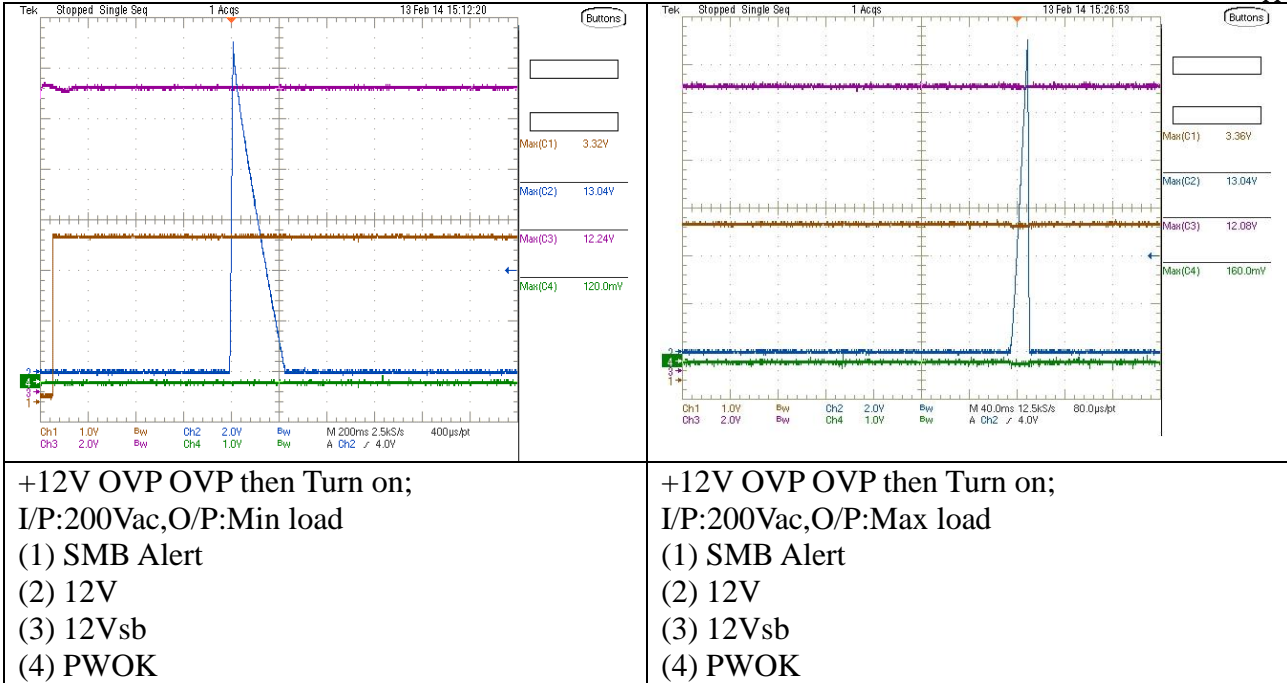 Tek Stopped Single Seq 1 Acqs 13 Feb 14 15:12:20
Buttons
Max(C1) 3.32V
Max(C2) 13.04V
Max(C3) 12.24V
Max(C4) 120.0mV
Ch1 1.0V Bw Ch2 2.0V Bw M 200ms 2.5kS/s 400µs/pt
Ch3 2.0V Bw Ch4 1.0V Bw A Ch2 ∕ 4.0V
Tek Stopped Single Seq 1 Acqs 13 Feb 14 15:26:53
Buttons
Max(C1) 3.36V
Max(C2) 13.04V
Max(C3) 12.08V
Max(C4) 160.0mV
Ch1 1.0V Bw Ch2 2.0V Bw M 40.0ms 12.5kS/s 80.0µs/pt
Ch3 2.0V Bw Ch4 1.0V Bw A Ch2 ∕ 4.0V
+12V OVP OVP then Turn on;
I/P:200Vac,O/P:Min load
(1) SMB Alert
(2) 12V
(3) 12Vsb
(4) PWOK
+12V OVP OVP then Turn on;
I/P:200Vac,O/P:Max load
(1) SMB Alert
(2) 12V
(3) 12Vsb
(4) PWOK